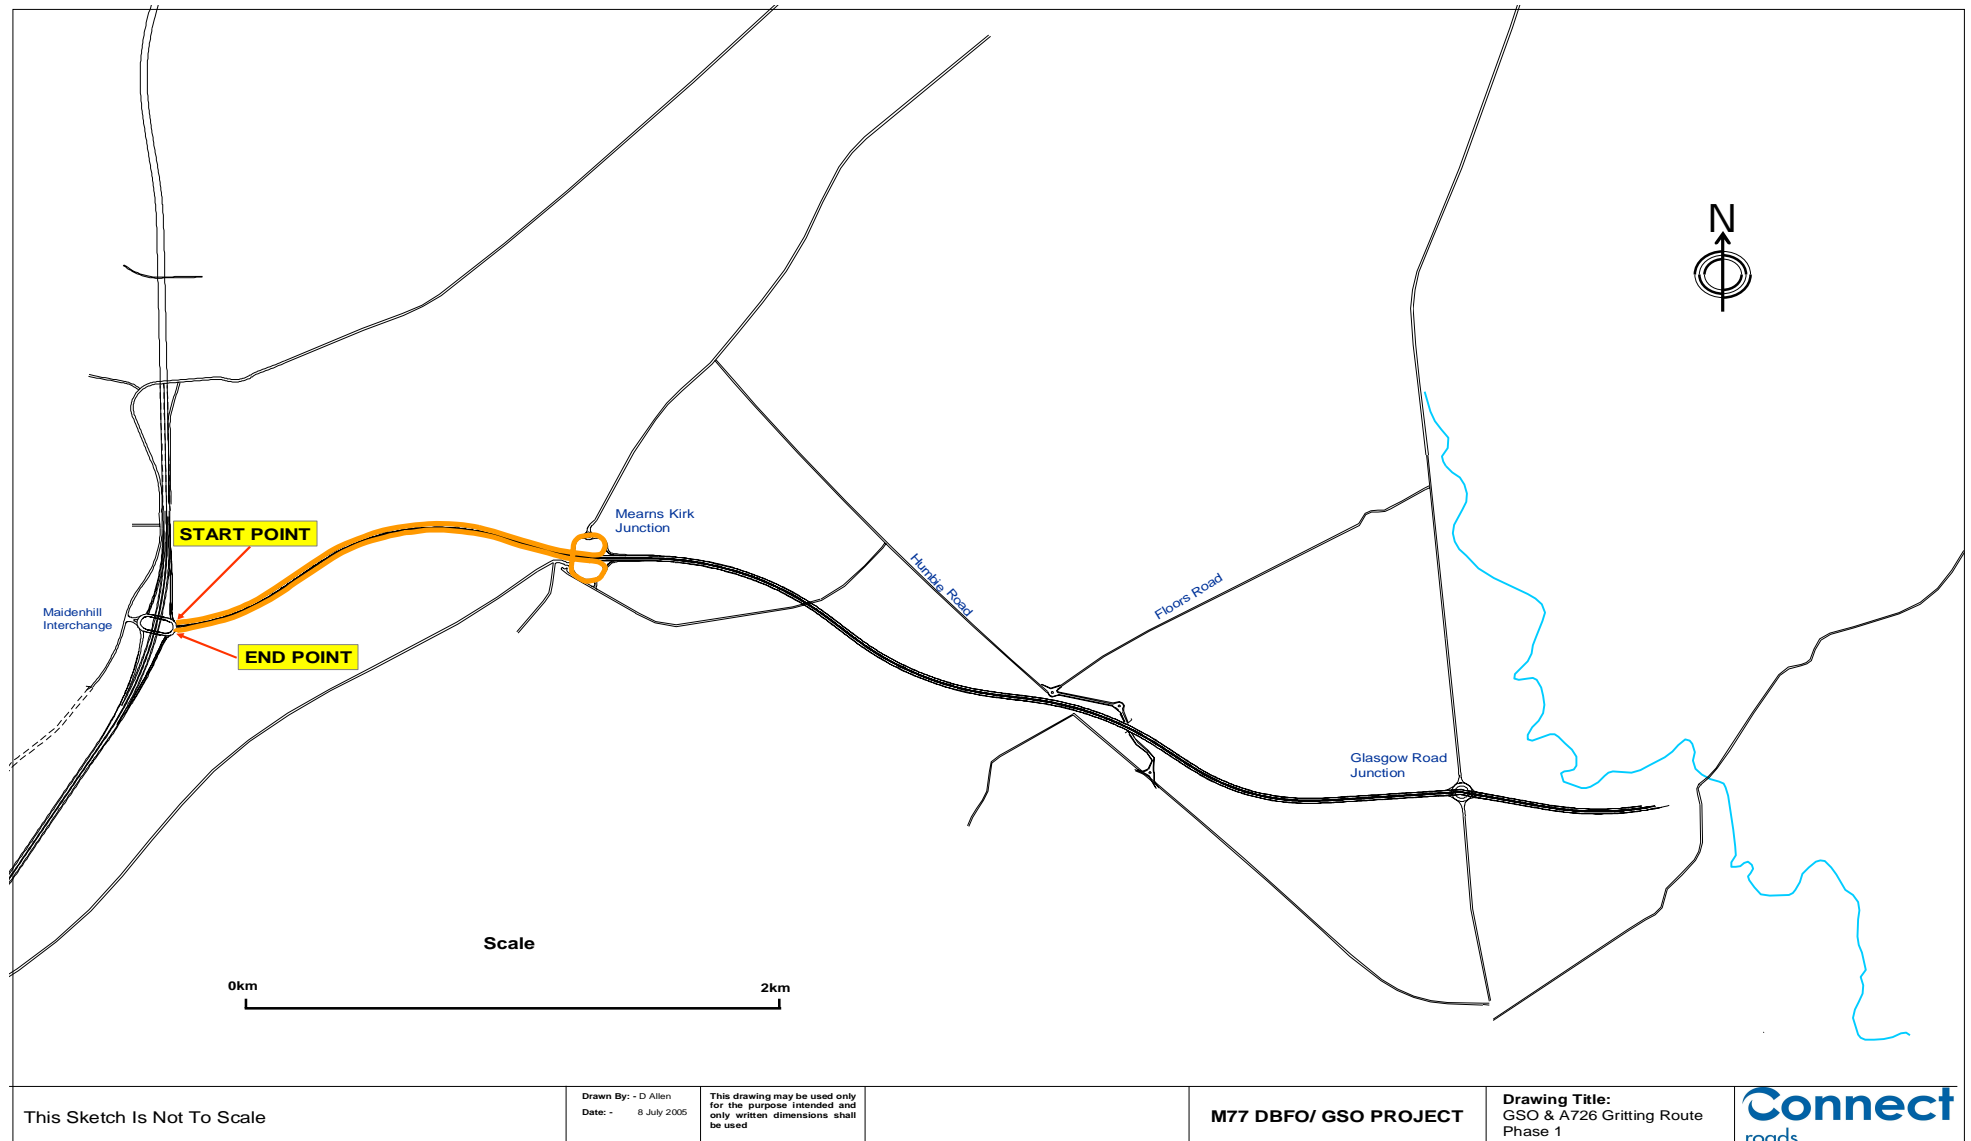 N
Mearns Kirk
Junction
START POINT
Humbie Road
Floors Road
Maidenhill
Interchange
END POINT
Glasgow Road
Junction
Scale
0km
2km
This Sketch Is Not To Scale
Drawn By: - D Allen
Date: - 8 July 2005
This drawing may be used only
for the purpose intended and
only written dimensions shall
be used
M77 DBFO/ GSO PROJECT
Drawing Title:
GSO & A726 Gritting Route
Phase 1
Connect
roads